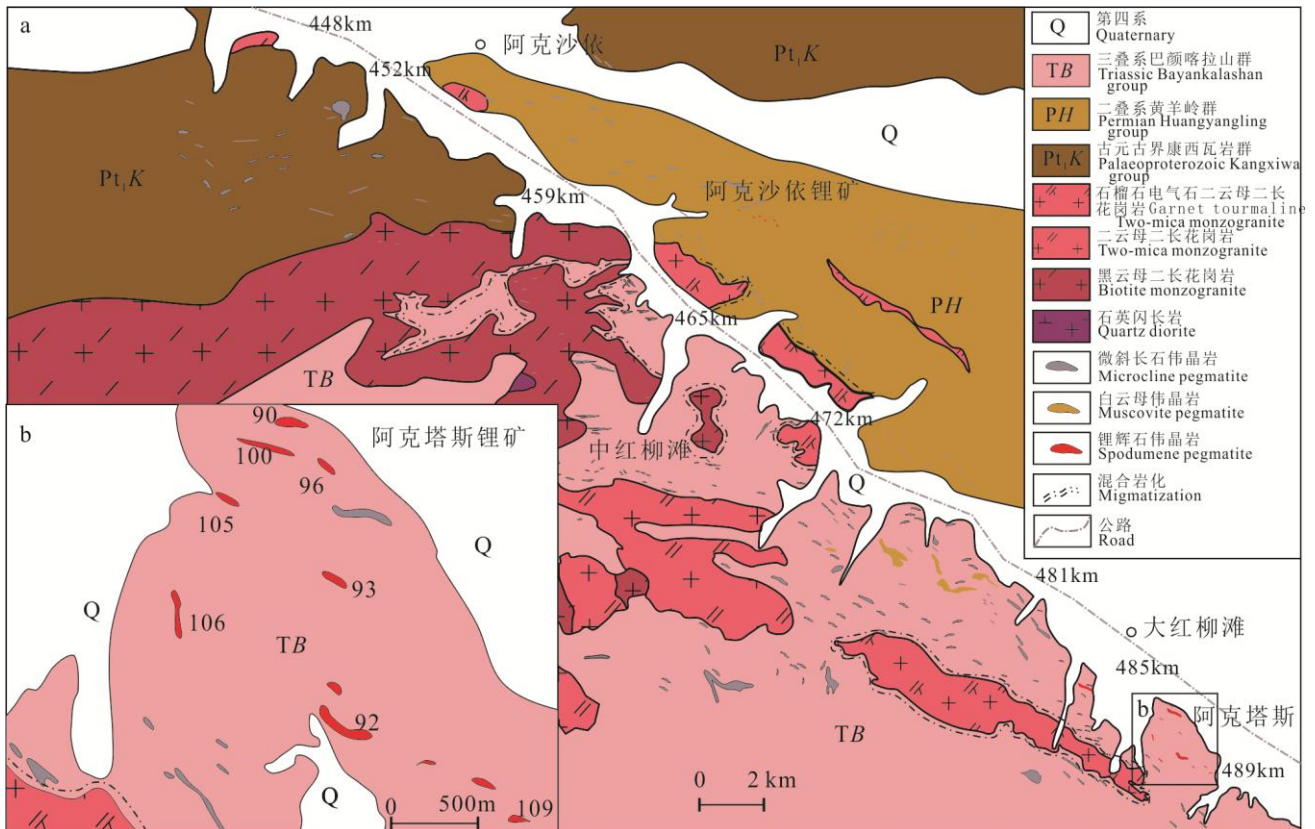 a
448km
阿克沙依
452km
Pt₁K
Q
Pt₁K
459km
阿克沙依锂矿
465km
PH
TB
472km
中红柳滩
Q
481km
大红柳滩
485km
b
阿克塔斯
489km
TB
0 2 km
b
90
阿克塔斯锂矿
100
96
105
Q
93
Q
106
TB
92
Q
0 500m
109
Q
第四系
Quaternary
TB
三叠系巴颜喀拉山群
Triassic Bayankalashan
group
PH
二叠系黄羊岭群
Permian Huangyangling
group
Pt₁K
古元古界康西瓦岩群
Palaeoproterozoic Kangxiwa
group
石榴石电气石二云母二长
花岗岩Garnet tourmaline
Two-mica monzogranite
二云母二长花岗岩
Two-mica monzogranite
黑云母二长花岗岩
Biotite monzogranite
石英闪长岩
Quartz diorite
微斜长石伟晶岩
Microcline pegmatite
白云母伟晶岩
Muscovite pegmatite
锂辉石伟晶岩
Spodumene pegmatite
混合岩化
Migmatization
公路
Road